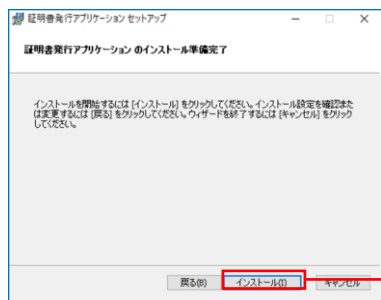 証明書発行アプリケーション セットアップ
証明書発行アプリケーション のインストール準備完了
インストールを開始するには [インストール] をクリックしてください。インストール設定を確認また
は変更するには [戻る] をクリックしてください。ウィザードを終了するには [キャンセル] をクリック
してください。
戻る(B) インストール(I) キャンセル